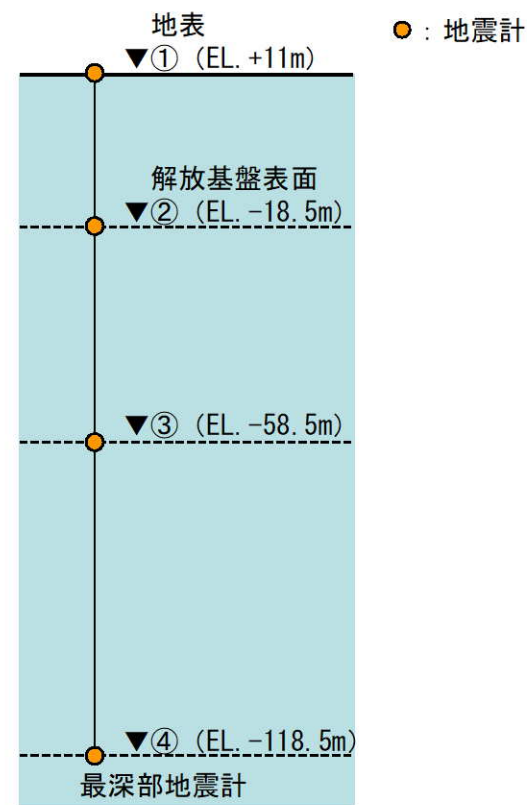 地表
▼① (EL.+11m)
：地震計
解放基盤表面
▼② (EL.-18.5m)
▼③ (EL.-58.5m)
▼④ (EL.-118.5m)
最深部地震計